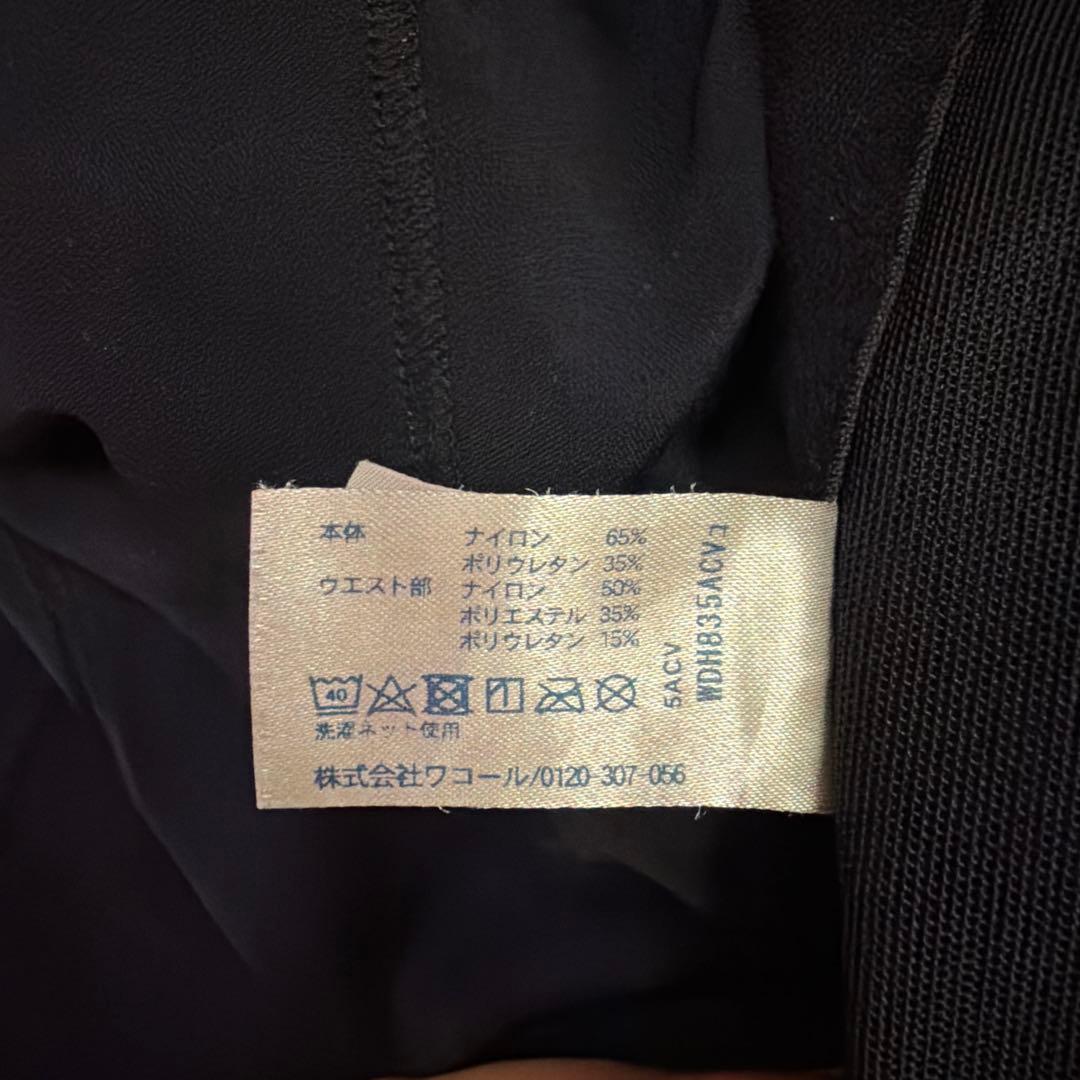 本体 ナイロン 65%
ポリウレタン 35%
ウエスト部 ナイロン 50%
ポリエステル 35%
ポリウレタン 15%
40
洗濯ネット使用
株式会社ワコール/0120-307-056
5ACV
WDH835ACV